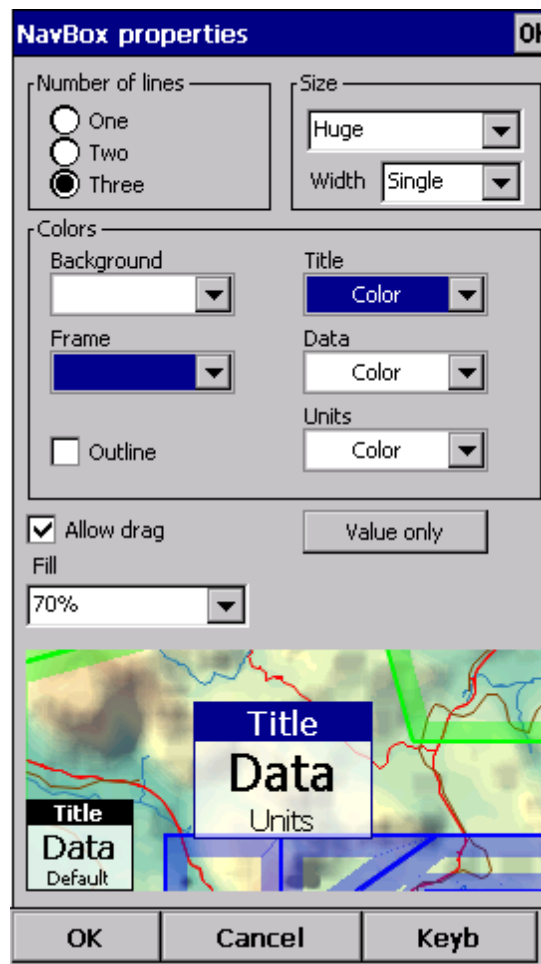 NavBox properties
OK
Number of lines
One
Two
Three
Size
Huge
Width Single
Colors
Background
Title
Color
Frame
Data
Color
Units
Color
Outline
Allow drag
Value only
Fill
70%
Title
Data
Units
Title
Data
Default
OK Cancel Keyb